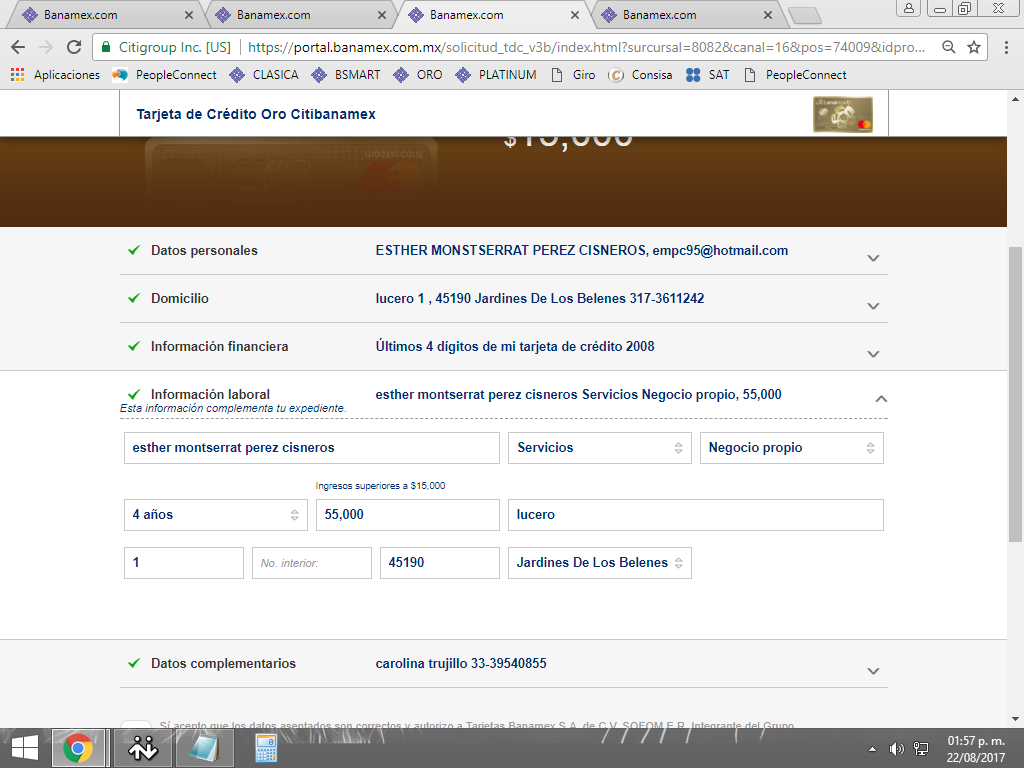 Banamex.com Banamex.com Banamex.com Banamex.com
Citigroup Inc. [US] https://portal.banamex.com.mx/solicitud_tdc_v3b/index.html?surcursal=8082&canal=16&pos=74009&idpro...
Aplicaciones PeopleConnect CLASICA BSMART ORO PLATINUM Giro Consisa SAT PeopleConnect
Tarjeta de Crédito Oro Citibanamex
$15,000
Datos personales ESTHER MONSTSERRAT PEREZ CISNEROS, empc95@hotmail.com
Domicilio lucero 1 , 45190 Jardines De Los Belenes 317-3611242
Información financiera Últimos 4 dígitos de mi tarjeta de crédito 2008
Información laboral esther montserrat perez cisneros Servicios Negocio propio, 55,000
Esta información complementa tu expediente.
esther montserrat perez cisneros Servicios Negocio propio
Ingresos superiores a $15,000
4 años 55,000 lucero
1 No. interior: 45190 Jardines De Los Belenes
Datos complementarios carolina trujillo 33-39540855
Sí acepto que los datos asentados son correctos y autorizo a Tarjetas Banamex S.A. de C.V. SOFOM E.R. Integrante del Grupo
01:57 p. m.
22/08/2017